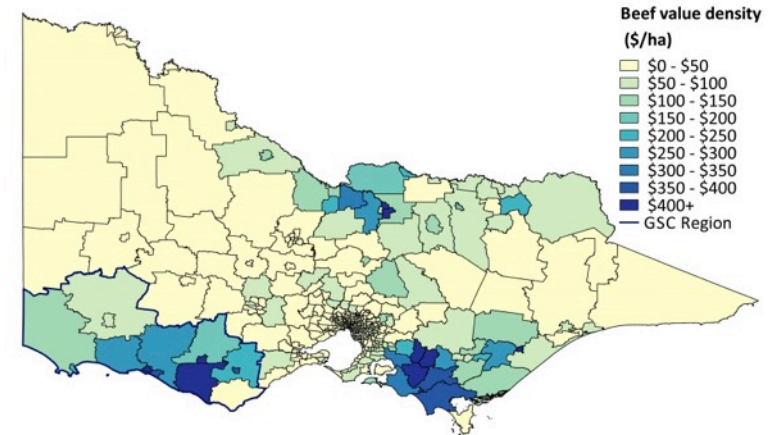 Beef value density
($/ha)
$0 - $50
$50 - $100
$100 - $150
$150 - $200
$200 - $250
$250 - $300
$300 - $350
$350 - $400
$400+
GSC Region